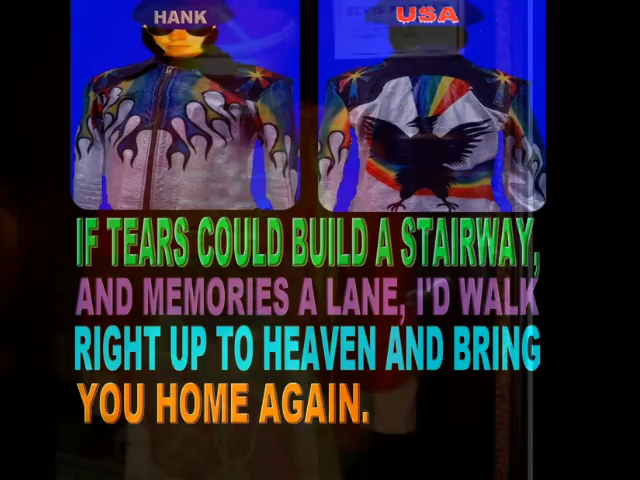 HANK
USA
IF TEARS COULD BUILD A STAIRWAY,
AND MEMORIES A LANE, I'D WALK
RIGHT UP TO HEAVEN AND BRING
YOU HOME AGAIN.